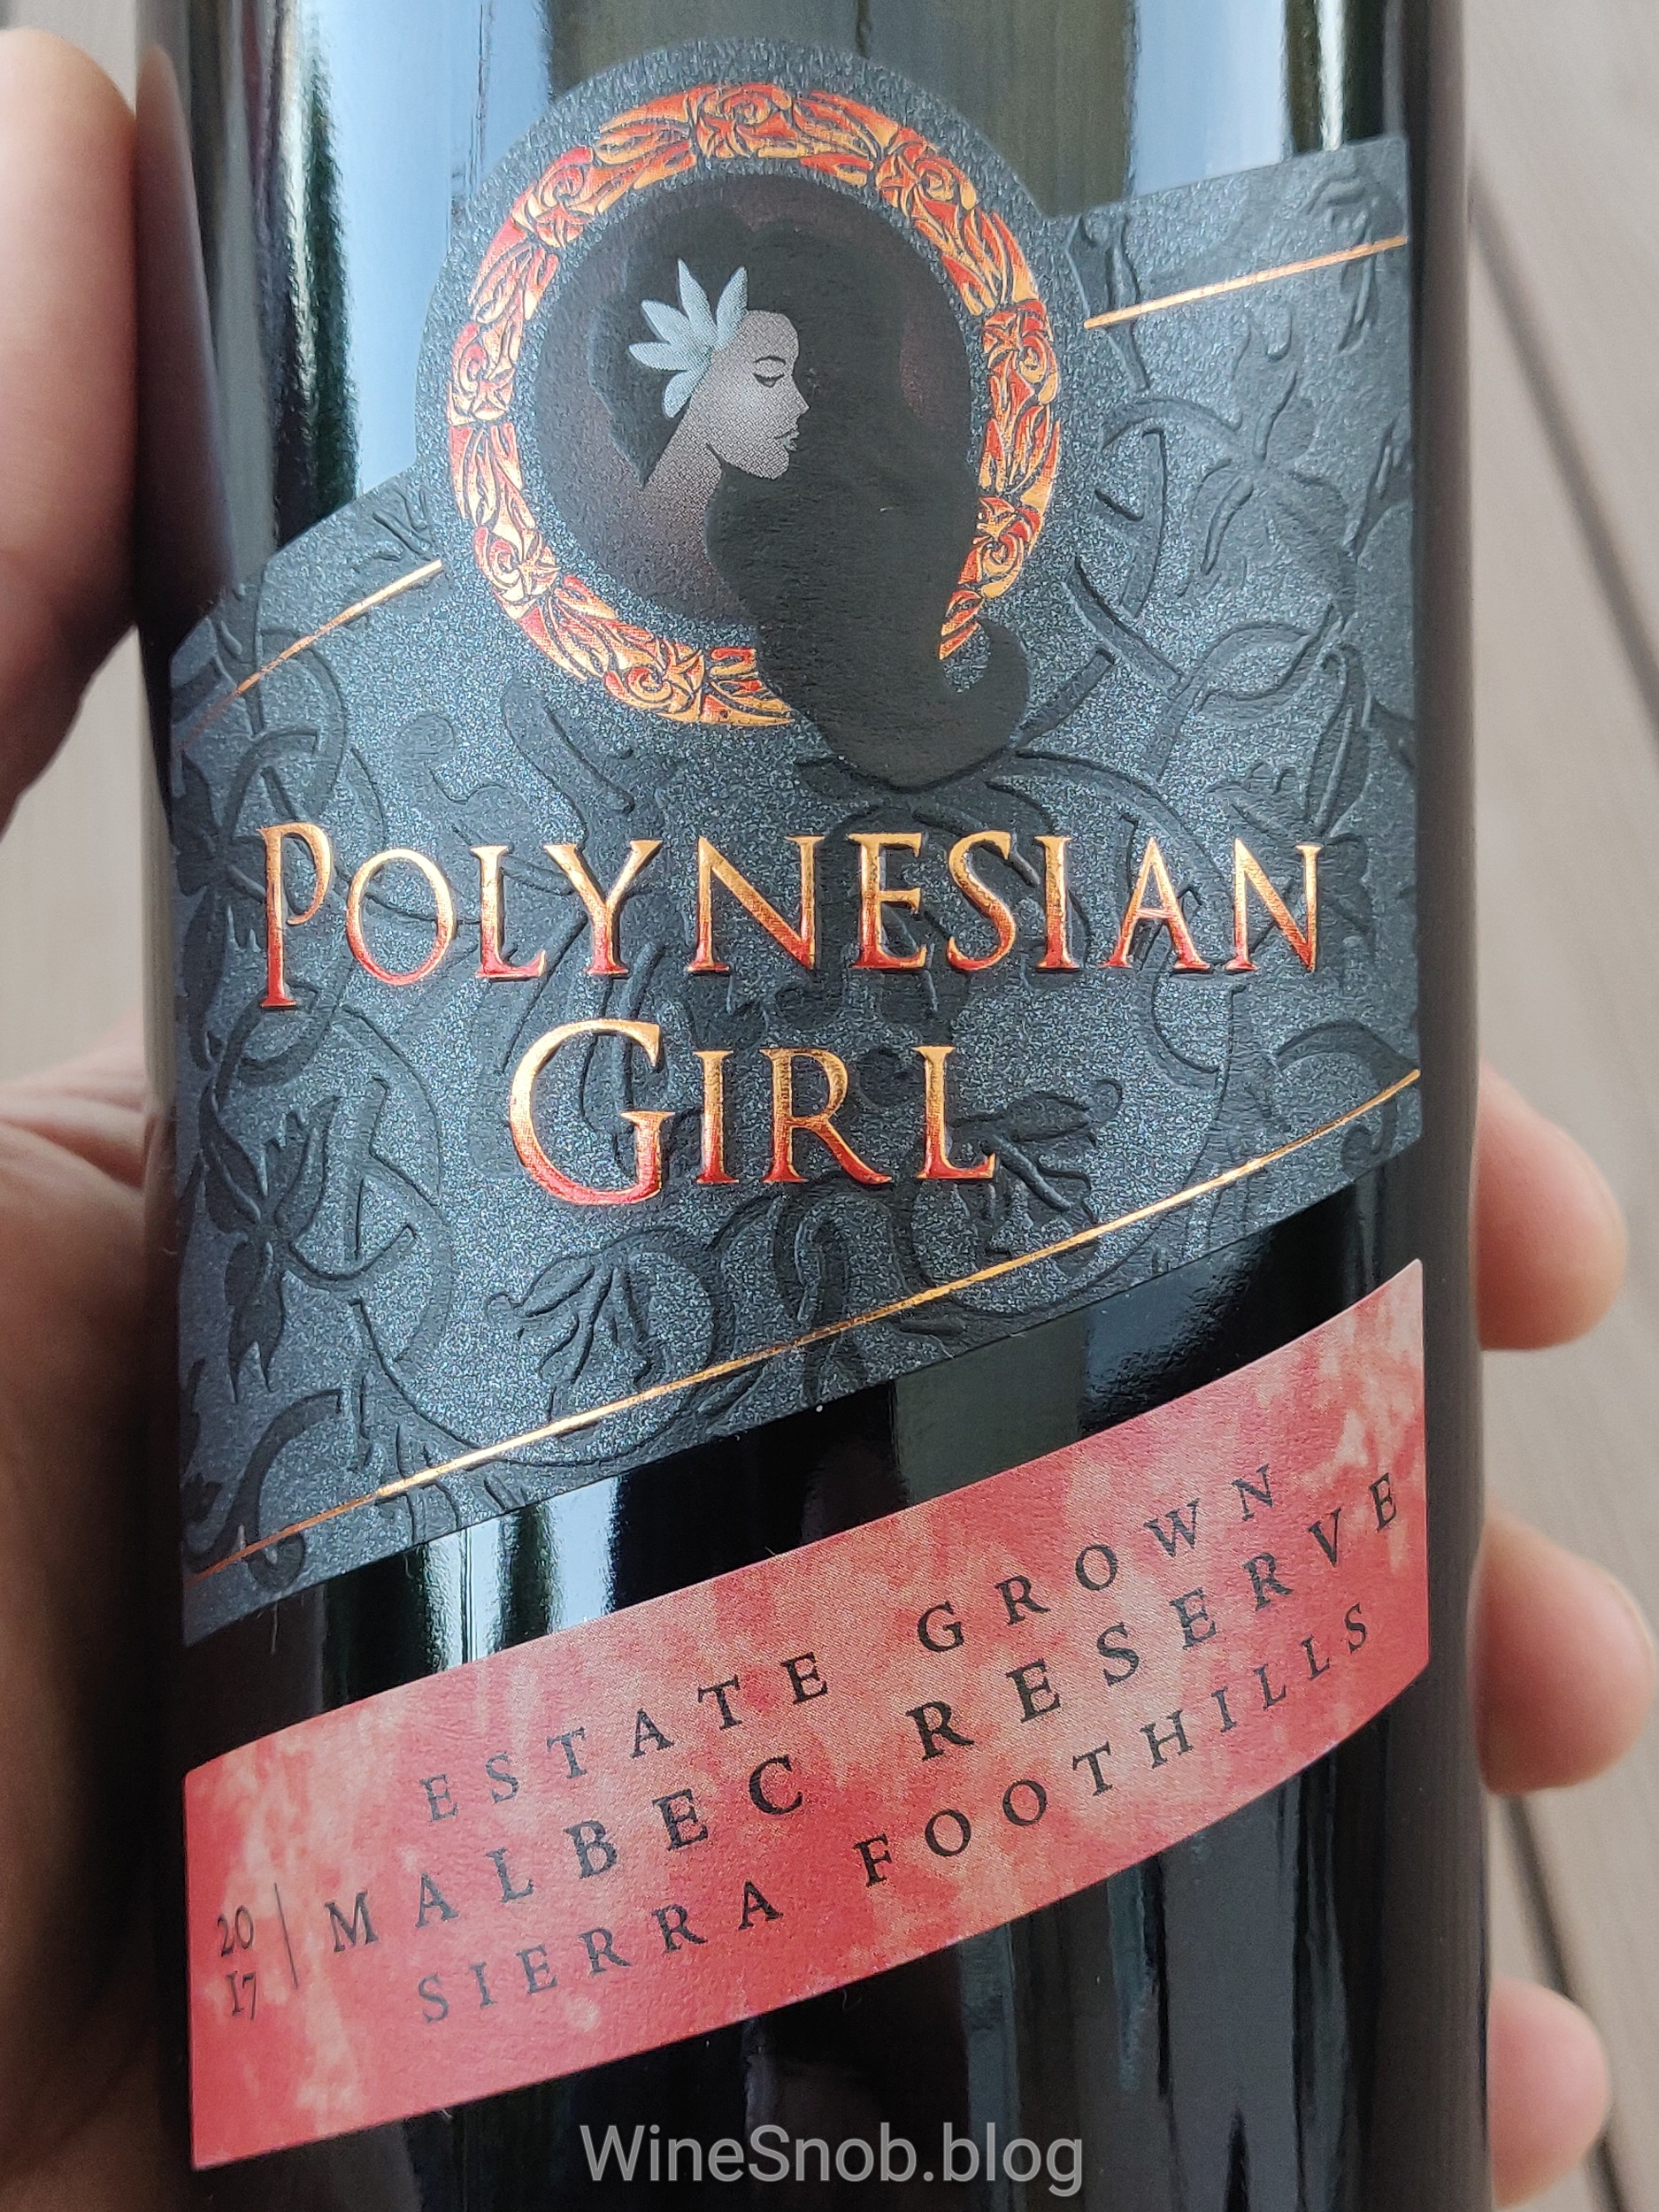 POLYNESIAN
GIRL
ESTATE GROWN
20
17
MALBEC RESERVE
SIERRA FOOTHILLS
WineSnob.blog